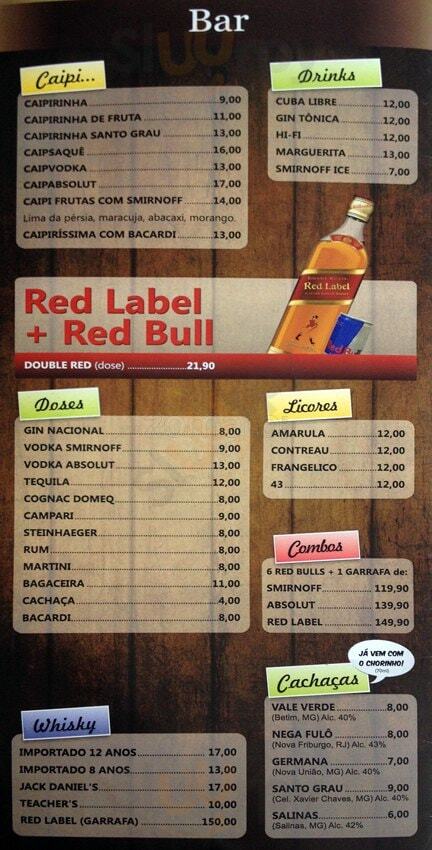 Bar
Caipi...
CAIPIRINHA 9,00
CAIPIRINHA DE FRUTA 11,00
CAIPIRINHA SANTO GRAU 13,00
CAIPSAQUÊ 16,00
CAIPVODKA 13,00
CAIPABSOLUT 17,00
CAIPI FRUTAS COM SMIRNOFF 14,00
Lima da pérsia, maracuja, abacaxi, morango.
CAIPIRÍSSIMA COM BACARDI 13,00
Drinks
CUBA LIBRE 12,00
GIN TÔNICA 12,00
HI-FI 12,00
MARGUERITA 13,00
SMIRNOFF ICE 7,00
Red Label
+ Red Bull
DOUBLE RED (dose) 21,90
Red Label
Doses
GIN NACIONAL 8,00
VODKA SMIRNOFF 9,00
VODKA ABSOLUT 13,00
TEQUILA 12,00
COGNAC DOMEQ 8,00
CAMPARI 9,00
STEINHAEGER 8,00
RUM 8,00
MARTINI 8,00
BAGACEIRA 11,00
CACHAÇA 4,00
BACARDI 8,00
Licores
AMARULA 12,00
CONTREAU 12,00
FRANGELICO 12,00
43 12,00
Combos
6 RED BULLS + 1 GARRAFA de:
SMIRNOFF 119,90
ABSOLUT 139,90
RED LABEL 149,90
JÁ VEM COM
O CHORINHO!
(70ml)
Cachaças
VALE VERDE 8,00
(Betim, MG) Alc. 40%
NEGA FULÔ 8,00
(Nova Friburgo, RJ) Alc. 43%
GERMANA 7,00
(Nova União, MG) Alc. 40%
SANTO GRAU 9,00
(Cel. Xavier Chaves, MG) Alc. 40%
SALINAS 6,00
(Salinas, MG) Alc. 42%
Whisky
IMPORTADO 12 ANOS 17,00
IMPORTADO 8 ANOS 13,00
JACK DANIEL'S 17,00
TEACHER'S 10,00
RED LABEL (GARRAFA) 150,00